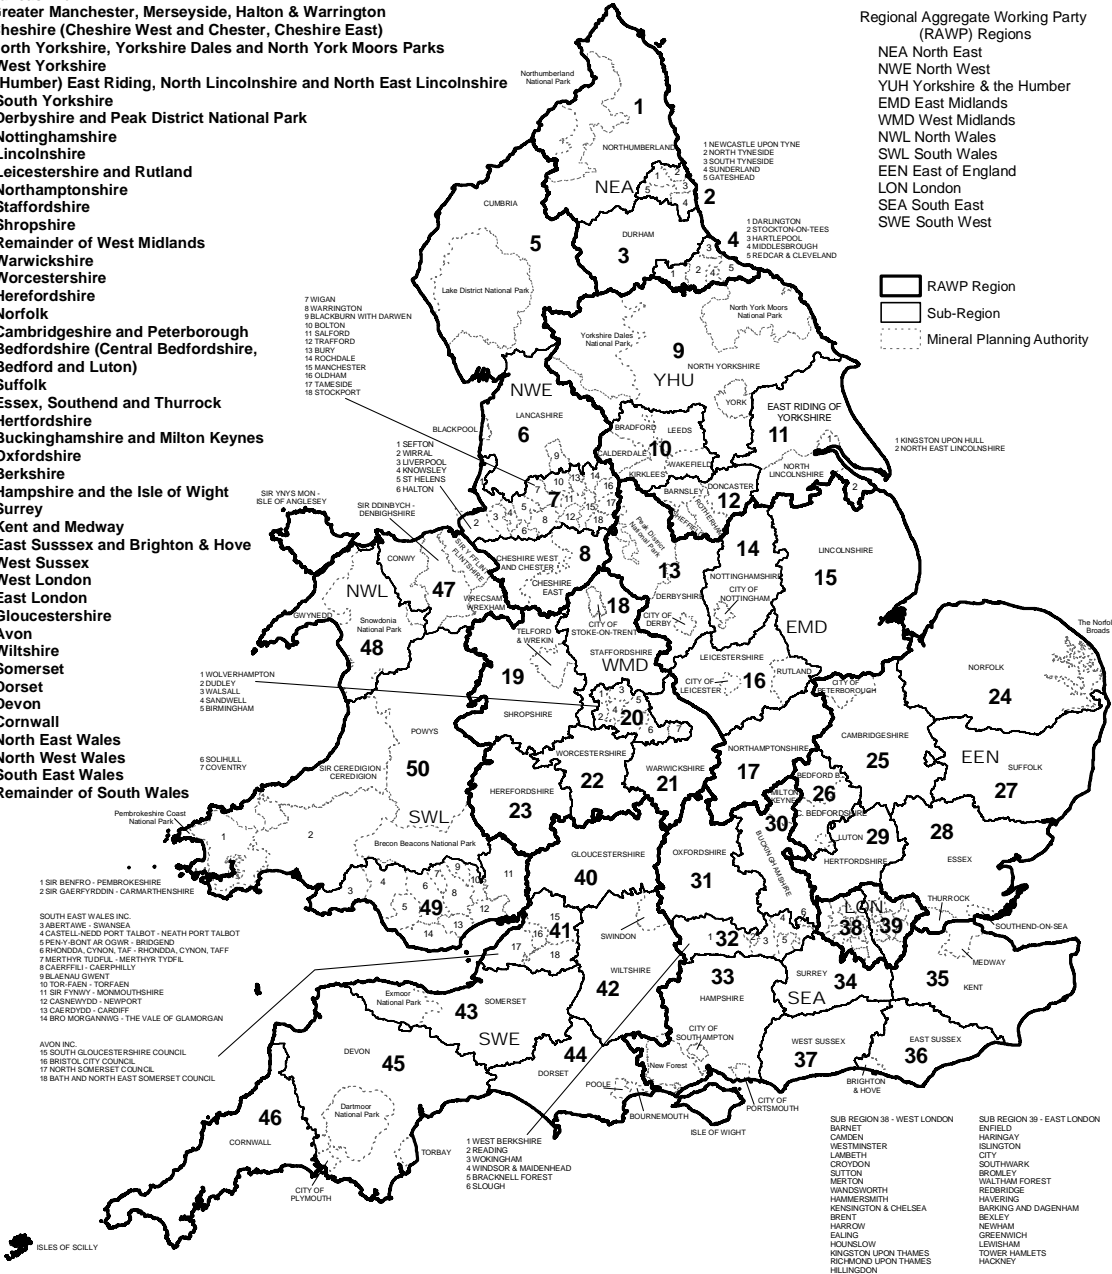 Greater Manchester, Merseyside, Halton & Warrington
Cheshire (Cheshire West and Chester, Cheshire East)
North Yorkshire, Yorkshire Dales and North York Moors Parks
West Yorkshire
(Humber) East Riding, North Lincolnshire and North East Lincolnshire
South Yorkshire
Derbyshire and Peak District National Park
Nottinghamshire
Lincolnshire
Leicestershire and Rutland
Northamptonshire
Staffordshire
Shropshire
Remainder of West Midlands
Warwickshire
Worcestershire
Herefordshire
Norfolk
Cambridgeshire and Peterborough
Bedfordshire (Central Bedfordshire,
Bedford and Luton)
Suffolk
Essex, Southend and Thurrock
Hertfordshire
Buckinghamshire and Milton Keynes
Oxfordshire
Berkshire
Hampshire and the Isle of Wight
Surrey
Kent and Medway
East Susssex and Brighton & Hove
West Sussex
West London
East London
Gloucestershire
Avon
Wiltshire
Somerset
Dorset
Devon
Cornwall
North East Wales
North West Wales
South East Wales
Remainder of South Wales
Regional Aggregate Working Party
(RAWP) Regions
NEA North East
NWE North West
YUH Yorkshire & the Humber
EMD East Midlands
WMD West Midlands
NWL North Wales
SWL South Wales
EEN East of England
LON London
SEA South East
SWE South West
RAWP Region
Sub-Region
Mineral Planning Authority
Northumberland
National Park
1
NORTHUMBERLAND
NEA
1 NEWCASTLE UPON TYNE
2 NORTH TYNESIDE
3 SOUTH TYNESIDE
4 SUNDERLAND
5 GATESHEAD
2
CUMBRIA
5
Lake District National Park
DURHAM
3
4
1 DARLINGTON
2 STOCKTON-ON-TEES
3 HARTLEPOOL
4 MIDDLESBROUGH
5 REDCAR & CLEVELAND
7 WIGAN
8 WARRINGTON
9 BLACKBURN WITH DARWEN
10 BOLTON
11 SALFORD
12 TRAFFORD
13 BURY
14 ROCHDALE
15 MANCHESTER
16 OLDHAM
17 TAMESIDE
18 STOCKPORT
North York Moors
National Park
Yorkshire Dales
National Park
9
NORTH YORKSHIRE
YHU
YORK
NWE
LANCASHIRE
6
BLACKPOOL
EAST RIDING OF
YORKSHIRE
11
1 KINGSTON UPON HULL
2 NORTH EAST LINCOLNSHIRE
BRADFORD
LEEDS
10
CALDERDALE
WAKEFIELD
KIRKLEES
NORTH
LINCOLNSHIRE
1 SEFTON
2 WIRRAL
3 LIVERPOOL
4 KNOWSLEY
5 ST HELENS
6 HALTON
7
BARNSLEY
DONCASTER
12
ROTHERHAM
SHEFFIELD
Peak District
National Park
SIR YNYS MON -
ISLE OF ANGLESEY
SIR DDINBYCH -
DENBIGHSHIRE
CONWY
SIR Y FFLINT
FLINTSHIRE
47
WRECSAM
WREXHAM
NWL
GWYNEDD
Snowdonia
National Park
48
CHESHIRE WEST
AND CHESTER
8
CHESHIRE
EAST
13
DERBYSHIRE
CITY OF
DERBY
14
NOTTINGHAMSHIRE
CITY OF
NOTTINGHAM
LINCOLNSHIRE
15
EMD
18
CITY OF
STOKE-ON-TRENT
STAFFORDSHIRE
WMD
TELFORD
& WREKIN
19
SHROPSHIRE
LEICESTERSHIRE
CITY OF
LEICESTER
16
RUTLAND
1 WOLVERHAMPTON
2 DUDLEY
3 WALSALL
4 SANDWELL
5 BIRMINGHAM
6 SOLIHULL
7 COVENTRY
20
The Norfolk
Broads
NORFOLK
24
CITY OF
PETERBOROUGH
CAMBRIDGESHIRE
25
EEN
SUFFOLK
27
POWYS
50
SIR CEREDIGION
CEREDIGION
SWL
Pembrokeshire Coast
National Park
1
2
Brecon Beacons National Park
WORCESTERSHIRE
22
WARWICKSHIRE
21
HEREFORDSHIRE
23
NORTHAMPTONSHIRE
17
BEDFORD B.
26
C. BEDFORDSHIRE
LUTON
MILTON
KEYNES
30
BUCKINGHAMSHIRE
29
HERTFORDSHIRE
28
ESSEX
THURROCK
SOUTHEND-ON-SEA
GLOUCESTERSHIRE
40
OXFORDSHIRE
31
LON
38
39
1 SIR BENFRO - PEMBROKESHIRE
2 SIR GAERFYRDDIN - CARMARTHENSHIRE
49
SOUTH EAST WALES INC.
3 ABERTAWE - SWANSEA
4 CASTELL-NEDD PORT TALBOT - NEATH PORT TALBOT
5 PEN-Y-BONT AR OGWR - BRIDGEND
6 RHONDDA, CYNON, TAF - RHONDDA, CYNON, TAFF
7 MERTHYR TUDFUL - MERTHYR TYDFIL
8 CAERFFILI - CAERPHILLY
9 BLAENAU GWENT
10 TOR-FAEN - TORFAEN
11 SIR FYNWY - MONMOUTHSHIRE
12 CASNEWYDD - NEWPORT
13 CAERDYDD - CARDIFF
14 BRO MORGANNWG - THE VALE OF GLAMORGAN
AVON INC.
15 SOUTH GLOUCESTERSHIRE COUNCIL
16 BRISTOL CITY COUNCIL
17 NORTH SOMERSET COUNCIL
18 BATH AND NORTH EAST SOMERSET COUNCIL
41
SWINDON
WILTSHIRE
42
32
33
HAMPSHIRE
SURREY
34
SEA
MEDWAY
35
KENT
Exmoor
National Park
43
SOMERSET
SWE
DEVON
45
Dartmoor
National Park
44
DORSET
POOLE
BOURNEMOUTH
New Forest
CITY OF
SOUTHAMPTON
CITY OF
PORTSMOUTH
ISLE OF WIGHT
WEST SUSSEX
37
EAST SUSSEX
36
BRIGHTON
& HOVE
46
CORNWALL
CITY OF
PLYMOUTH
TORBAY
ISLES OF SCILLY
1 WEST BERKSHIRE
2 READING
3 WOKINGHAM
4 WINDSOR & MAIDENHEAD
5 BRACKNELL FOREST
6 SLOUGH
SUB REGION 38 - WEST LONDON
BARNET
CAMDEN
WESTMINSTER
LAMBETH
CROYDON
SUTTON
MERTON
WANDSWORTH
HAMMERSMITH
KENSINGTON & CHELSEA
BRENT
HARROW
EALING
HOUNSLOW
KINGSTON UPON THAMES
RICHMOND UPON THAMES
HILLINGDON
SUB REGION 39 - EAST LONDON
ENFIELD
HARINGAY
ISLINGTON
CITY
SOUTHWARK
BROMLEY
WALTHAM FOREST
REDBRIDGE
HAVERING
BARKING AND DAGENHAM
BEXLEY
NEWHAM
GREENWICH
LEWISHAM
TOWER HAMLETS
HACKNEY